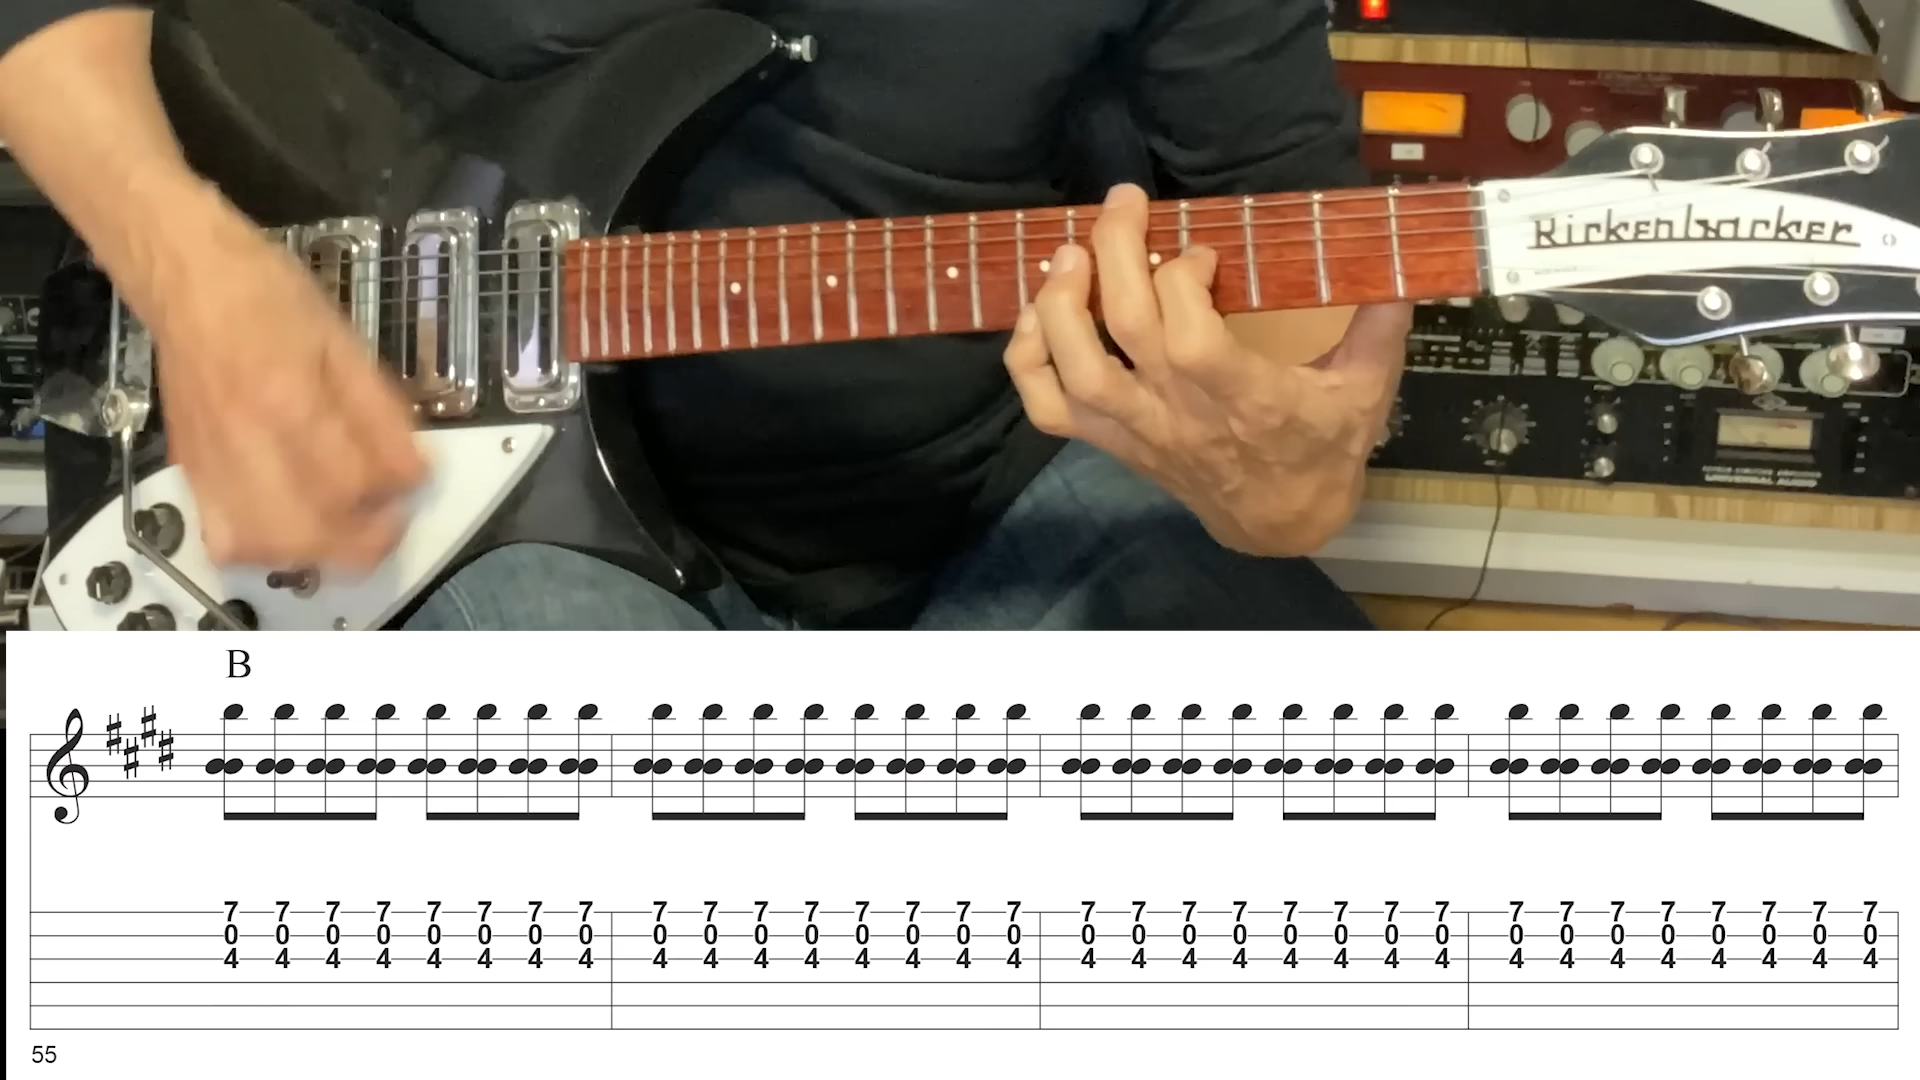 Rickenbacker
UNIVERSAL AUDIO
B
7 7 7 7 7 7 7 7 7 7 7 7 7 7 7 7 7 7 7 7 7 7 7 7 7 7 7 7 7 7 7 7
0 0 0 0 0 0 0 0 0 0 0 0 0 0 0 0 0 0 0 0 0 0 0 0 0 0 0 0 0 0 0 0
4 4 4 4 4 4 4 4 4 4 4 4 4 4 4 4 4 4 4 4 4 4 4 4 4 4 4 4 4 4 4 4
55